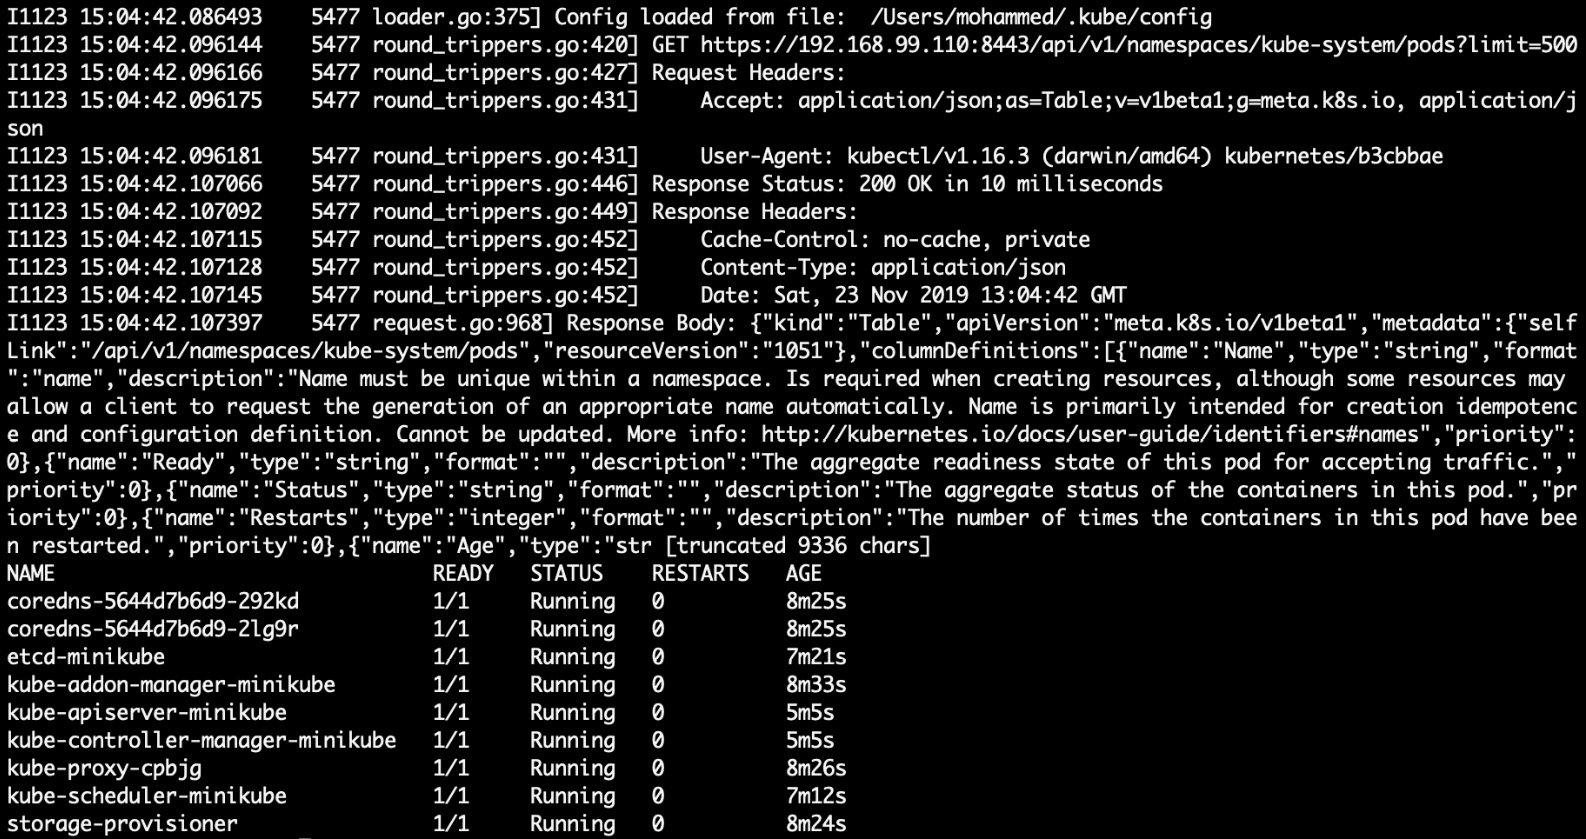 I1123 15:04:42.086493    5477 loader.go:375] Config loaded from file:  /Users/mohammed/.kube/config
I1123 15:04:42.096144    5477 round_trippers.go:420] GET https://192.168.99.110:8443/api/v1/namespaces/kube-system/pods?limit=500
I1123 15:04:42.096166    5477 round_trippers.go:427] Request Headers:
I1123 15:04:42.096175    5477 round_trippers.go:431]     Accept: application/json;as=Table;v=v1beta1;g=meta.k8s.io, application/j
son
I1123 15:04:42.096181    5477 round_trippers.go:431]     User-Agent: kubectl/v1.16.3 (darwin/amd64) kubernetes/b3cbbae
I1123 15:04:42.107066    5477 round_trippers.go:446] Response Status: 200 OK in 10 milliseconds
I1123 15:04:42.107092    5477 round_trippers.go:449] Response Headers:
I1123 15:04:42.107115    5477 round_trippers.go:452]     Cache-Control: no-cache, private
I1123 15:04:42.107128    5477 round_trippers.go:452]     Content-Type: application/json
I1123 15:04:42.107145    5477 round_trippers.go:452]     Date: Sat, 23 Nov 2019 13:04:42 GMT
I1123 15:04:42.107397    5477 request.go:968] Response Body: {"kind":"Table","apiVersion":"meta.k8s.io/v1beta1","metadata":{"self
Link":"/api/v1/namespaces/kube-system/pods","resourceVersion":"1051"},"columnDefinitions":[{"name":"Name","type":"string","format
":"name","description":"Name must be unique within a namespace. Is required when creating resources, although some resources may 
allow a client to request the generation of an appropriate name automatically. Name is primarily intended for creation idempotenc
e and configuration definition. Cannot be updated. More info: http://kubernetes.io/docs/user-guide/identifiers#names","priority":
0},{"name":"Ready","type":"string","format":"","description":"The aggregate readiness state of this pod for accepting traffic.","
priority":0},{"name":"Status","type":"string","format":"","description":"The aggregate status of the containers in this pod.","pr
iority":0},{"name":"Restarts","type":"integer","format":"","description":"The number of times the containers in this pod have bee
n restarted.","priority":0},{"name":"Age","type":"str [truncated 9336 chars]
NAME                               READY   STATUS    RESTARTS   AGE
coredns-5644d7b6d9-292kd           1/1     Running   0          8m25s
coredns-5644d7b6d9-2lg9r           1/1     Running   0          8m25s
etcd-minikube                      1/1     Running   0          7m21s
kube-addon-manager-minikube        1/1     Running   0          8m33s
kube-apiserver-minikube            1/1     Running   0          5m5s
kube-controller-manager-minikube   1/1     Running   0          5m5s
kube-proxy-cpbjg                   1/1     Running   0          8m26s
kube-scheduler-minikube            1/1     Running   0          7m12s
storage-provisioner                1/1     Running   0          8m24s